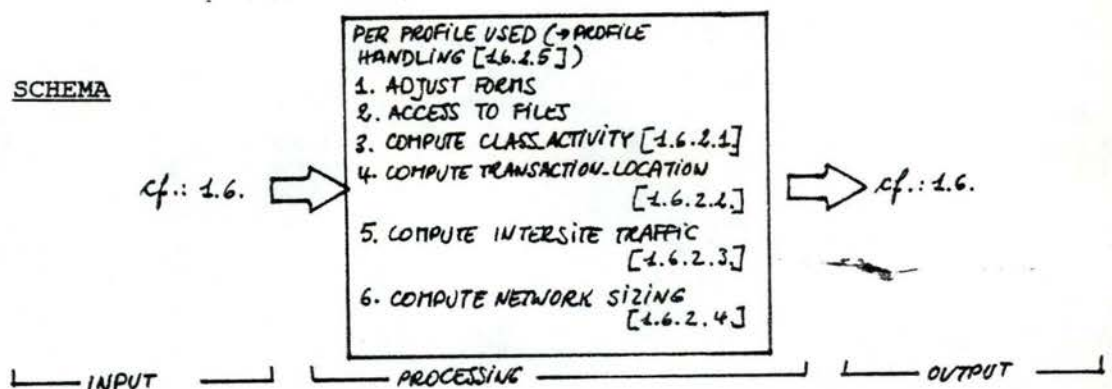 PER PROFILE USED (→PROFILE
HANDLING [1.6.2.5])
SCHEMA
1. ADJUST FORMS
2. ACCESS TO FILES
3. COMPUTE CLASS_ACTIVITY [1.6.2.1]
4. COMPUTE TRANSACTION_LOCATION
[1.6.2.2.]
cf.: 1.6.
cf.: 1.6.
5. COMPUTE INTERSITE TRAFFIC
[1.6.2.3.]
6. COMPUTE NETWORK SIZING
[1.6.2.4]
INPUT
PROCESSING
OUTPUT